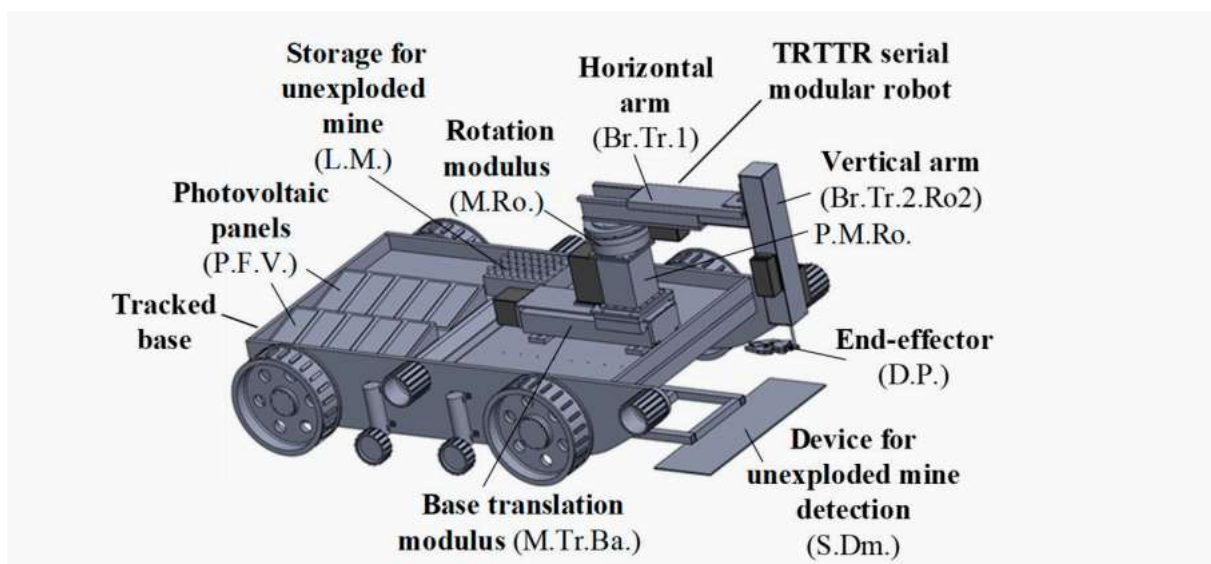 Storage for
unexploded
mine
(L.M.)
Horizontal
arm
(Br.Tr.1)
TRTTR serial
modular robot
Rotation
modulus
(M.Ro.)
Vertical arm
(Br.Tr.2.Ro2)
P.M.Ro.
Photovoltaic
panels
(P.F.V.)
Tracked
base
End-effector
(D.P.)
Device for
unexploded mine
detection
(S.Dm.)
Base translation
modulus (M.Tr.Ba.)